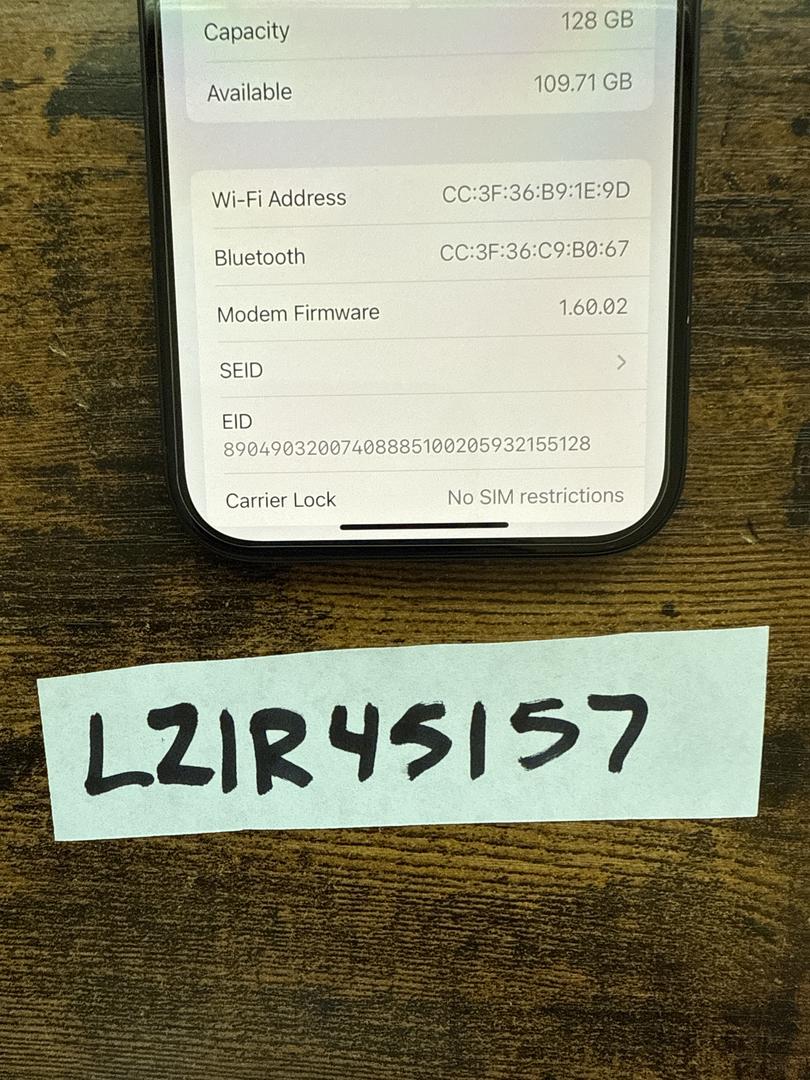 Capacity 128 GB
Available 109.71 GB
Wi-Fi Address CC:3F:36:B9:1E:9D
Bluetooth CC:3F:36:C9:B0:67
Modem Firmware 1.60.02
SEID
EID
89049032007408885100205932155128
Carrier Lock No SIM restrictions
LZ1R45157